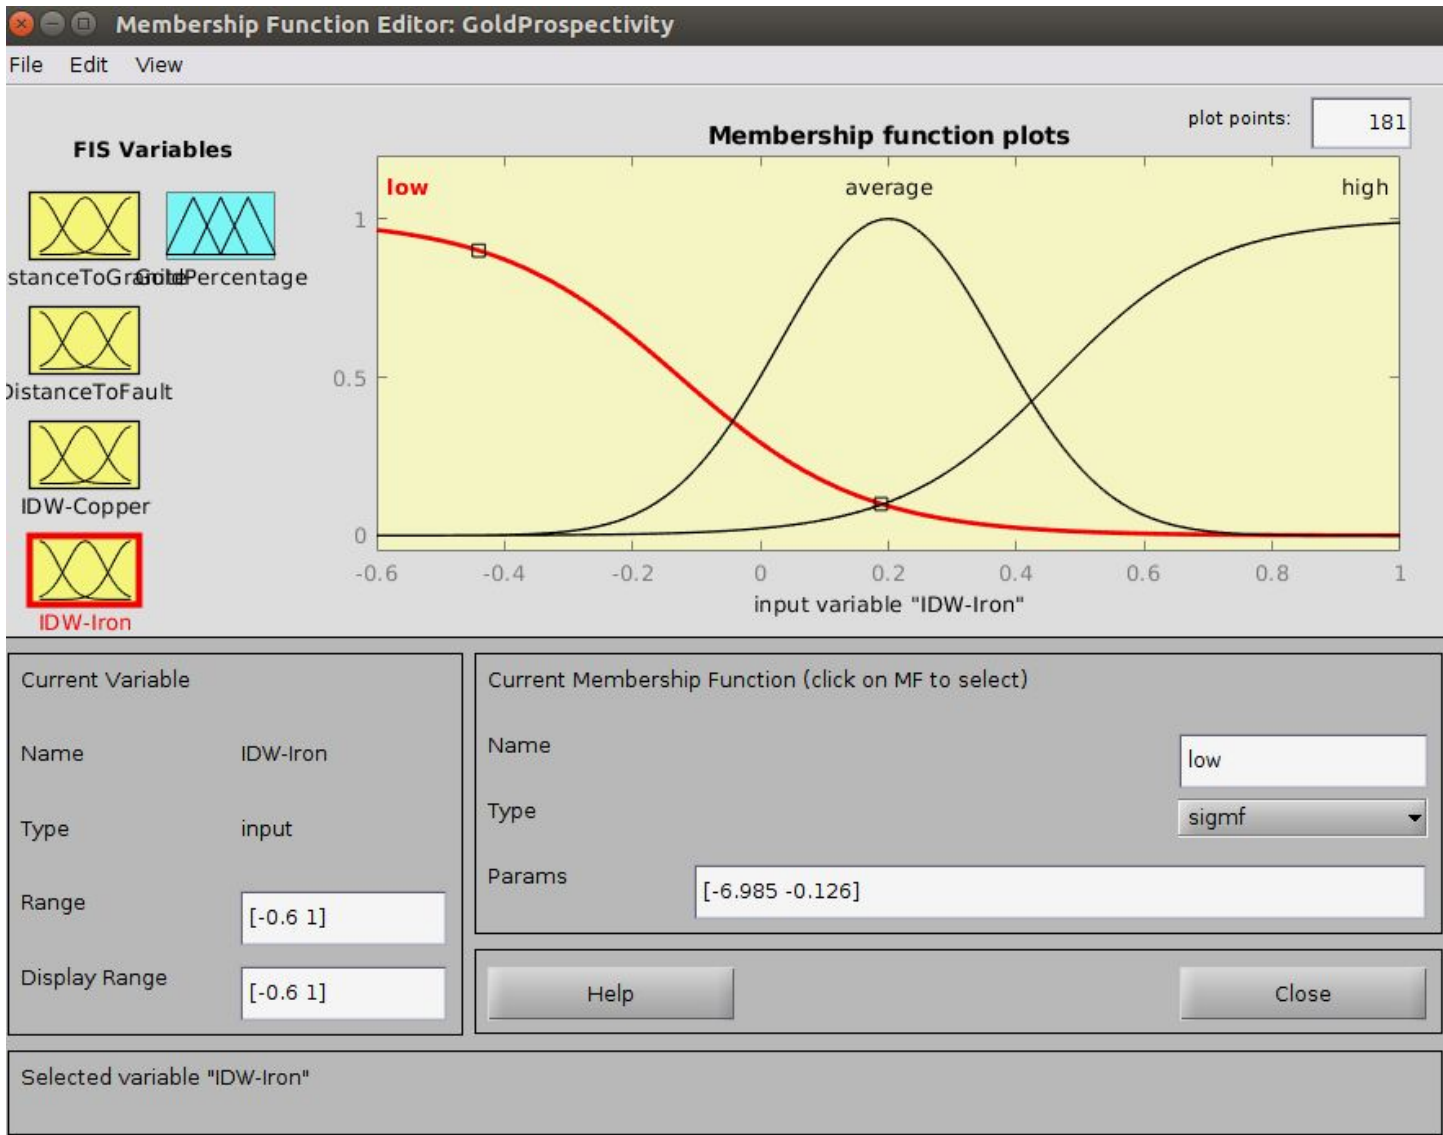 Membership Function Editor: GoldProspectivity
File Edit View
plot points: 181
FIS Variables
Membership function plots
stanceToGranite
GoldPercentage
DistanceToFault
IDW-Copper
IDW-Iron
low average high
1
0.5
0
-0.6 -0.4 -0.2 0 0.2 0.4 0.6 0.8 1
input variable "IDW-Iron"
Current Variable
Name IDW-Iron
Type input
Range [-0.6 1]
Display Range [-0.6 1]
Current Membership Function (click on MF to select)
Name low
Type sigmf
Params [-6.985 -0.126]
Help Close
Selected variable "IDW-Iron"